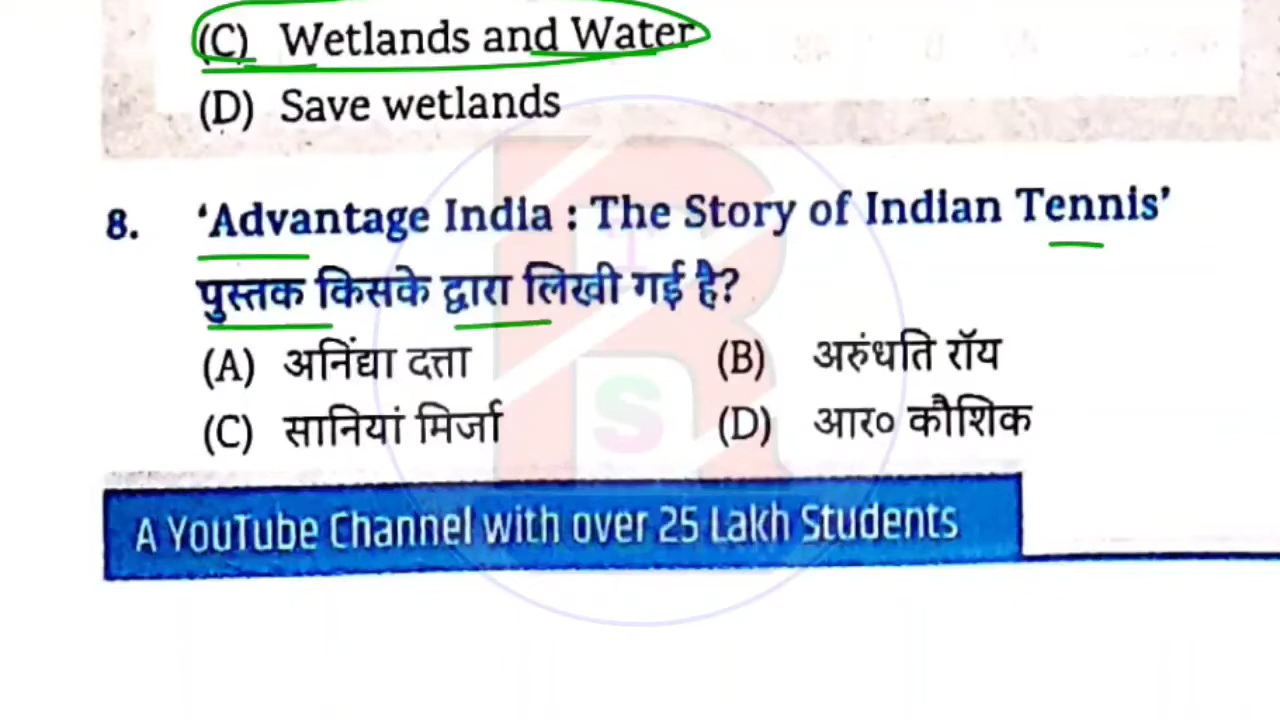 (C) Wetlands and Water
(D) Save wetlands
8. ‘Advantage India : The Story of Indian Tennis’
पुस्तक किसके द्वारा लिखी गई है?
(A) अनिंद्या दत्ता
(B) अरुंधति रॉय
(C) सानियां मिर्जा
(D) आर० कौशिक
A YouTube Channel with over 25 Lakh Students